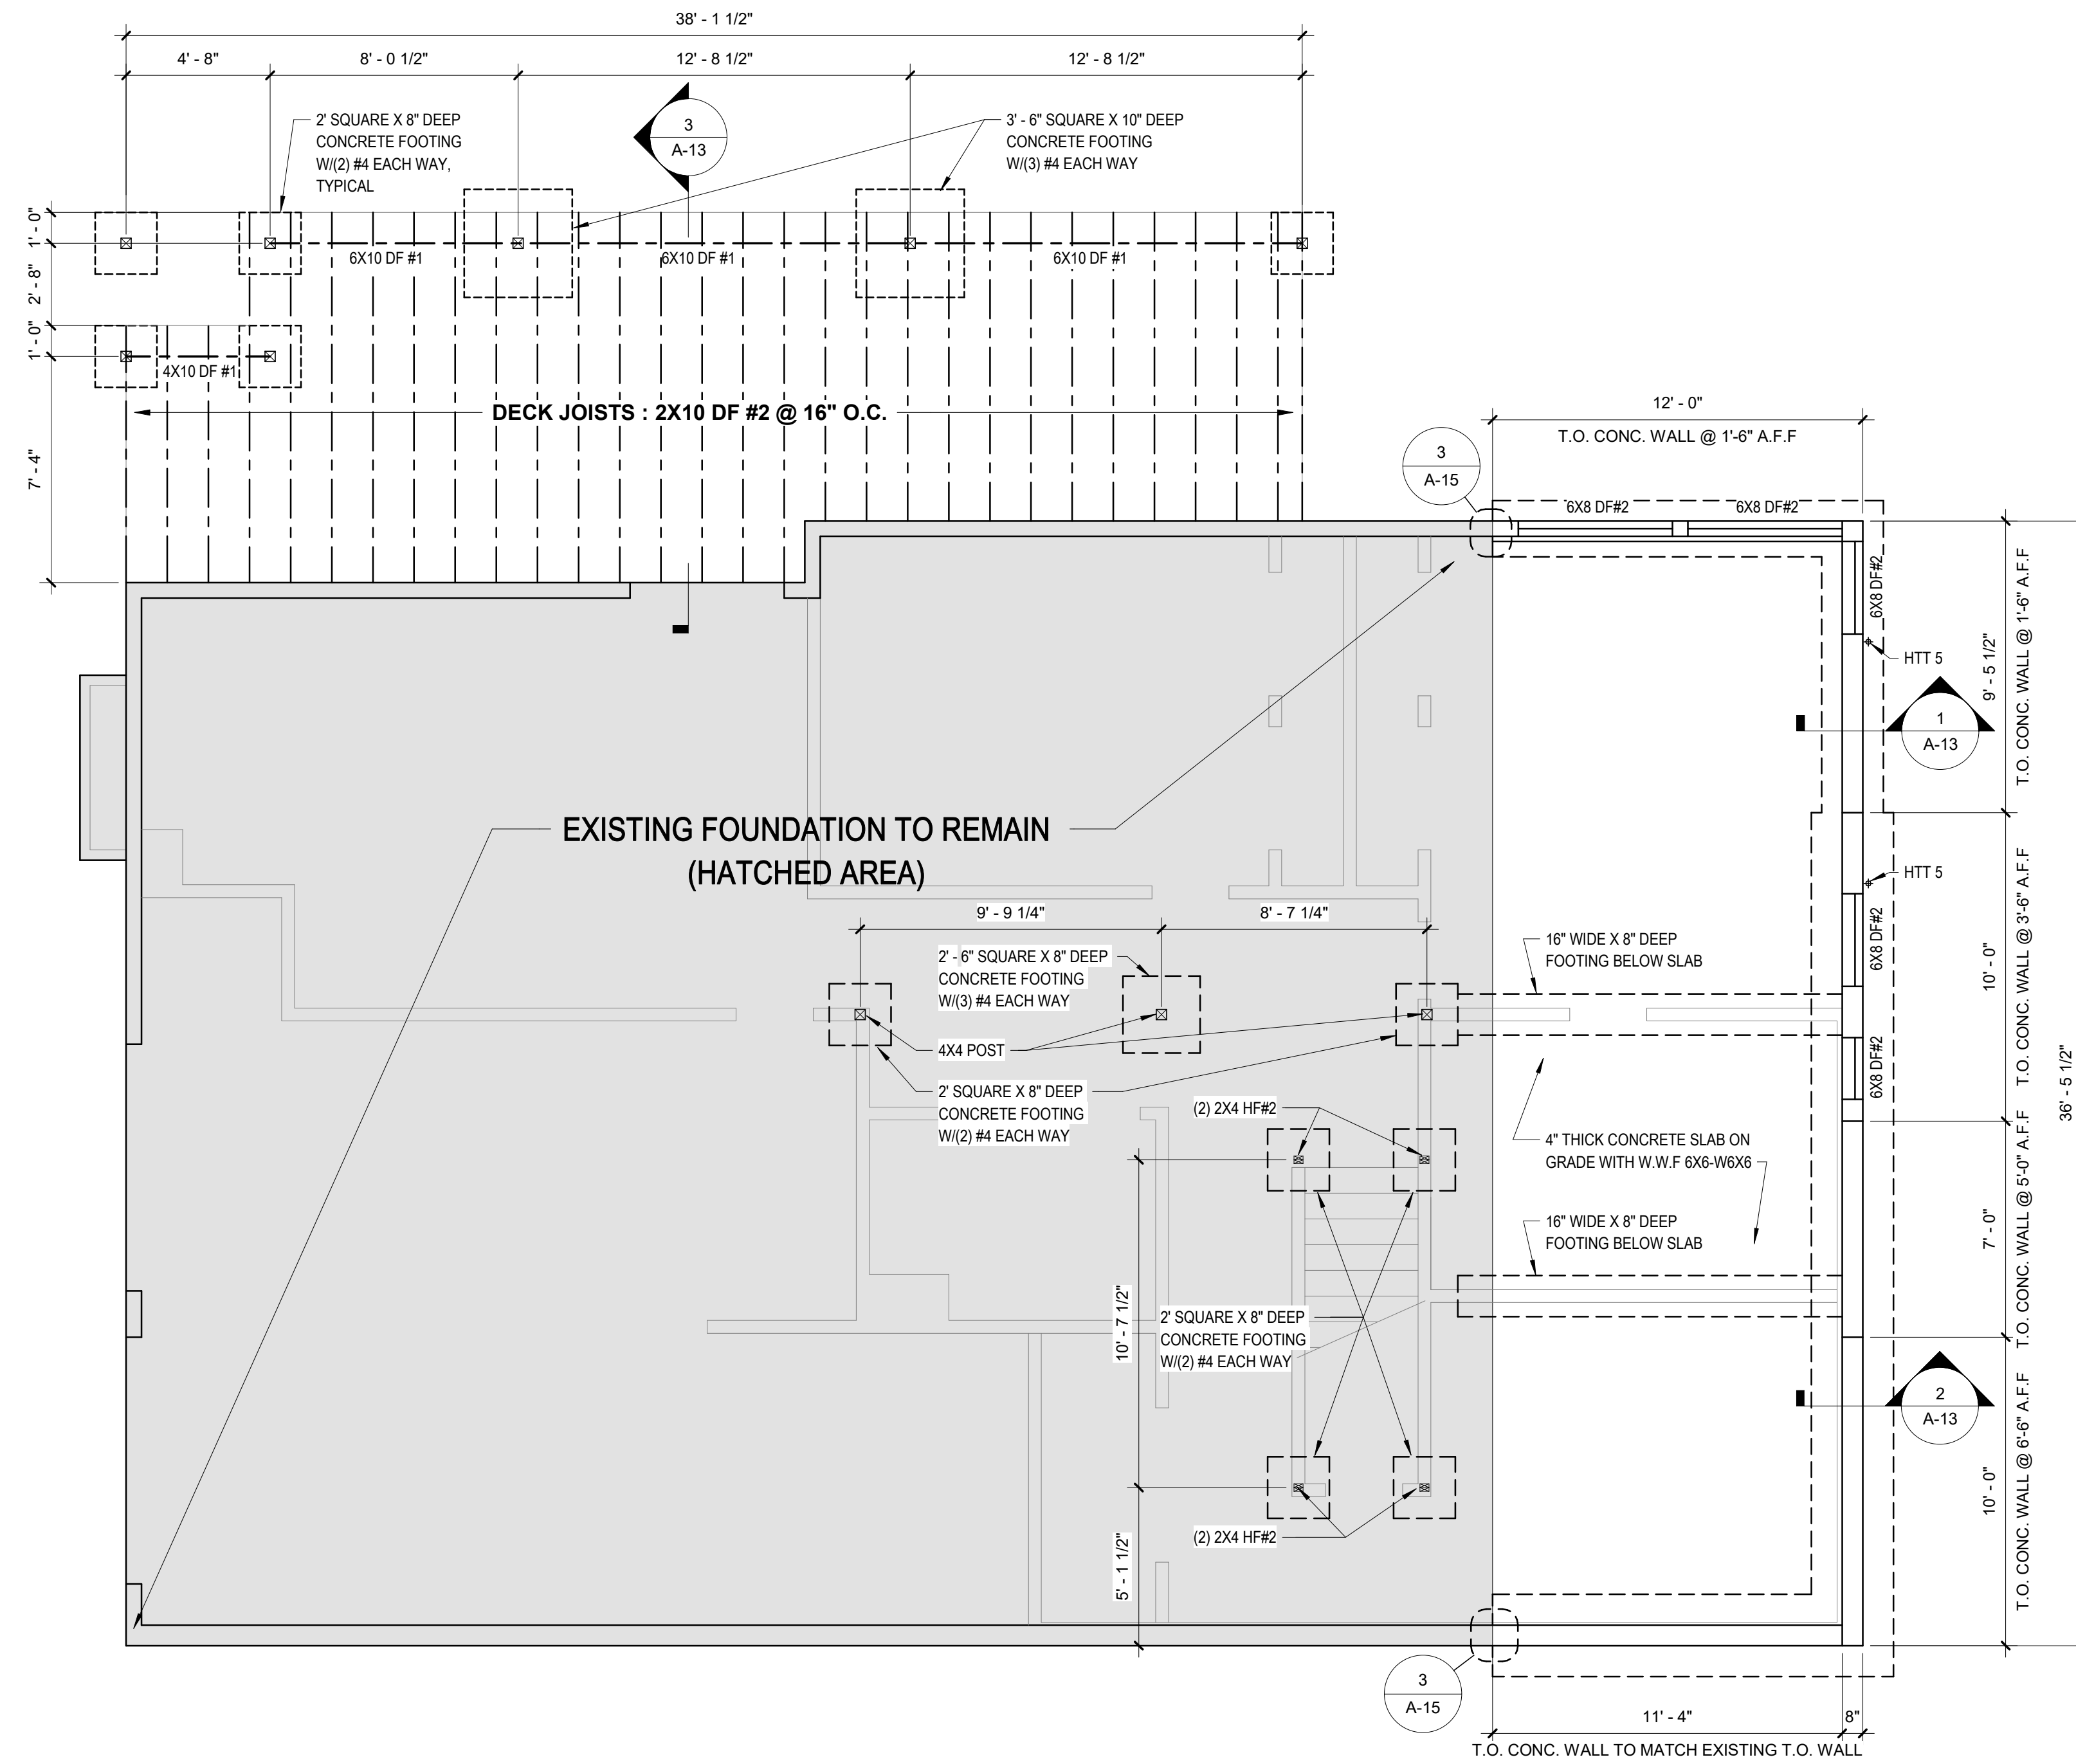 38' - 1 1/2"
4' - 8"
8' - 0 1/2"
12' - 8 1/2"
12' - 8 1/2"
2' SQUARE X 8" DEEP
CONCRETE FOOTING
W/(2) #4 EACH WAY,
TYPICAL
3
A-13
3' - 6" SQUARE X 10" DEEP
CONCRETE FOOTING
W/(3) #4 EACH WAY
1' - 0"
2' - 8"
1' - 0"
7' - 4"
6X10 DF #1
6X10 DF #1
6X10 DF #1
4X10 DF #1
DECK JOISTS : 2X10 DF #2 @ 16" O.C.
12' - 0"
T.O. CONC. WALL @ 1'-6" A.F.F
3
A-15
6X8 DF#2
6X8 DF#2
6X8 DF#2
HTT 5
9' - 5 1/2"
T.O. CONC. WALL @ 1'-6" A.F.F
1
A-13
EXISTING FOUNDATION TO REMAIN
(HATCHED AREA)
HTT 5
9' - 9 1/4"
8' - 7 1/4"
2' - 6" SQUARE X 8" DEEP
CONCRETE FOOTING
W/(3) #4 EACH WAY
16" WIDE X 8" DEEP
FOOTING BELOW SLAB
6X8 DF#2
10' - 0"
T.O. CONC. WALL @ 3'-6" A.F.F
4X4 POST
6X8 DF#2
36' - 5 1/2"
2' SQUARE X 8" DEEP
CONCRETE FOOTING
W/(2) #4 EACH WAY
(2) 2X4 HF#2
4" THICK CONCRETE SLAB ON
GRADE WITH W.W.F 6X6-W6X6
16" WIDE X 8" DEEP
FOOTING BELOW SLAB
7' - 0"
T.O. CONC. WALL @ 5'-0" A.F.F
10' - 7 1/2"
2' SQUARE X 8" DEEP
CONCRETE FOOTING
W/(2) #4 EACH WAY
2
A-13
10' - 0"
T.O. CONC. WALL @ 6'-6" A.F.F
(2) 2X4 HF#2
5' - 1 1/2"
3
A-15
11' - 4"
8"
T.O. CONC. WALL TO MATCH EXISTING T.O. WALL